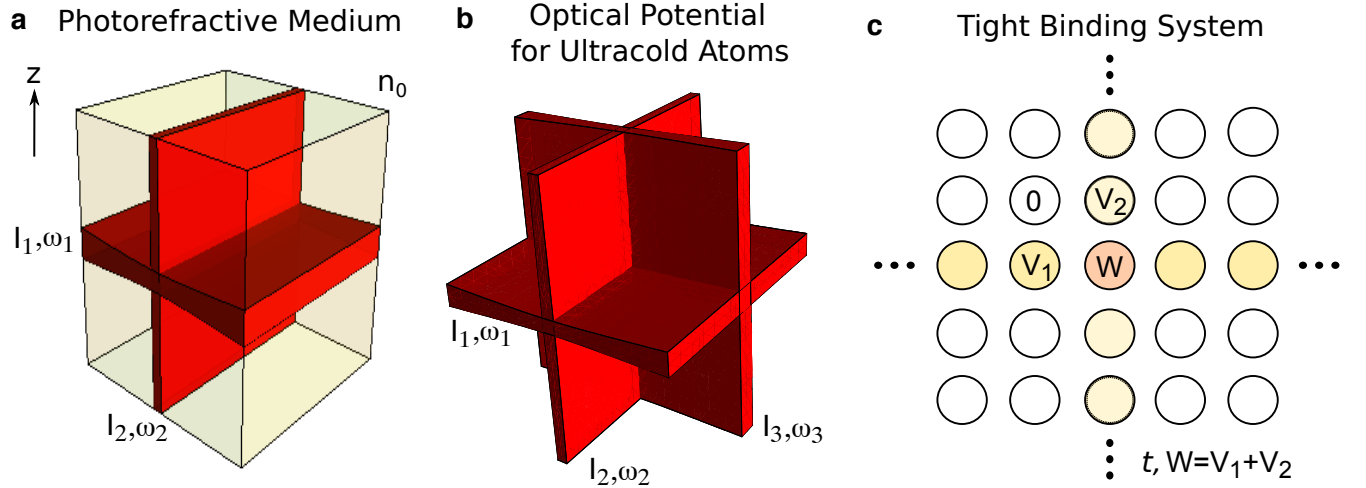 a Photorefractive Medium
z
n₀
I₁,ω₁
I₂,ω₂
b Optical Potential
for Ultracold Atoms
I₁,ω₁
I₂,ω₂
I₃,ω₃
c Tight Binding System
0
V₂
V₁
W
t, W=V₁+V₂